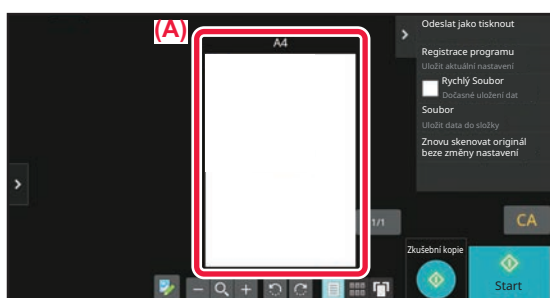 (A)
A4
Odeslat jako tisknout
Registrace programu
Uložit aktuální nastavení
Rychlý Soubor
Dočasné uložení dat
Soubor
Uložit data do složky
Znovu skenovat originál
beze změny nastavení
1/1
CA
Zkušební kopie
Start